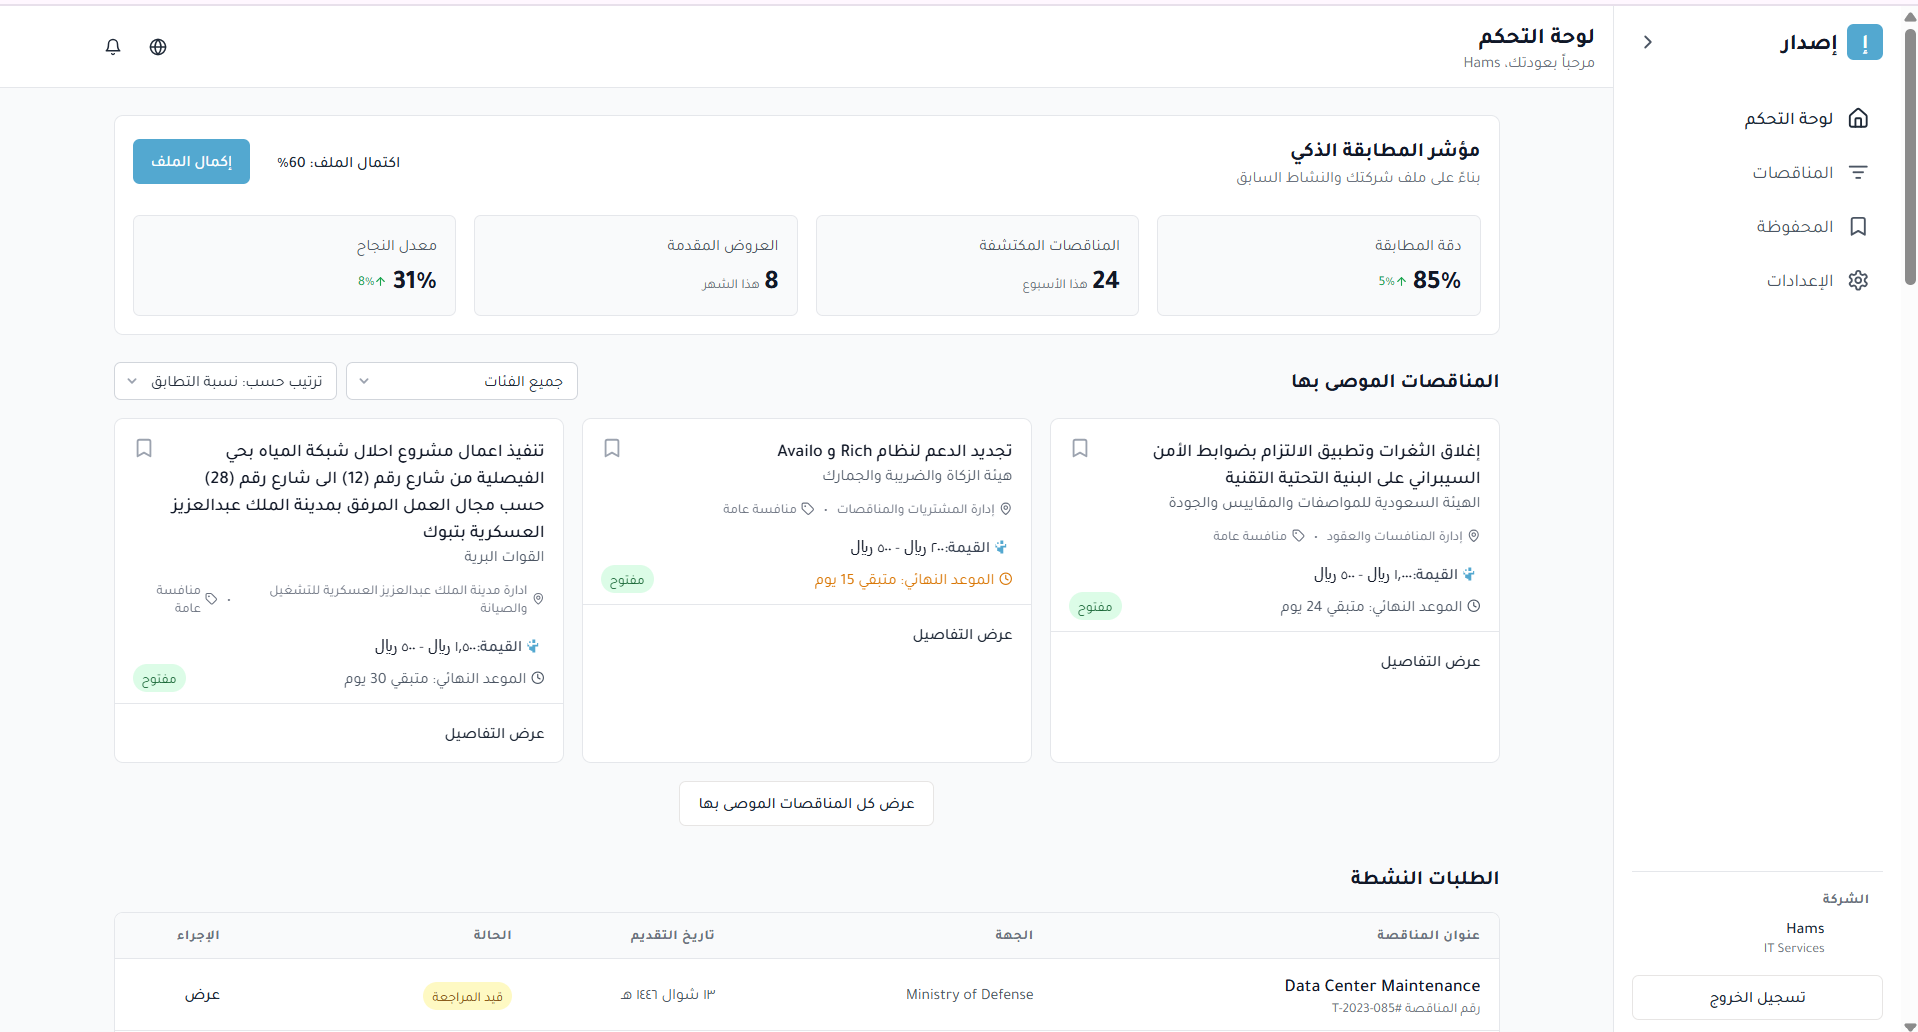 إ
إصدار
لوحة التحكم
المناقصات
المحفوظة
الإعدادات
الشركة
Hams
IT Services
تسجيل الخروج
لوحة التحكم
مرحباً بعودتك، Hams
مؤشر المطابقة الذكي
بناءً على ملف شركتك والنشاط السابق
اكتمال الملف: 60%
إكمال الملف
دقة المطابقة
85% ↑5%
المناقصات المكتشفة
24 هذا الأسبوع
العروض المقدمة
8 هذا الشهر
معدل النجاح
31% ↑8%
المناقصات الموصى بها
جميع الفئات
ترتيب حسب: نسبة التطابق
إغلاق الثغرات وتطبيق الالتزام بضوابط الأمن
السيبراني على البنية التحتية التقنية
الهيئة السعودية للمواصفات والمقاييس والجودة
إدارة المنافسات والعقود • منافسة عامة
القيمة: ١,٠٠٠ ريال - ٥٠٠ ريال
الموعد النهائي: متبقي 24 يوم
مفتوح
عرض التفاصيل
تجديد الدعم لنظام Rich و Availo
هيئة الزكاة والضريبة والجمارك
إدارة المشتريات والمناقصات • منافسة عامة
القيمة: ٢٠٠ ريال - ٥٠٠ ريال
الموعد النهائي: متبقي 15 يوم
مفتوح
عرض التفاصيل
تنفيذ اعمال مشروع احلال شبكة المياه بحي
الفيصلية من شارع رقم (12) الى شارع رقم (28)
حسب مجال العمل المرفق بمدينة الملك عبدالعزيز
العسكرية بتبوك
القوات البرية
ادارة مدينة الملك عبدالعزيز العسكرية للتشغيل
والصيانة
• منافسة
عامة
القيمة: ١,٥٠٠ ريال - ٥٠٠ ريال
الموعد النهائي: متبقي 30 يوم
مفتوح
عرض التفاصيل
عرض كل المناقصات الموصى بها
الطلبات النشطة
عنوان المناقصة
الجهة
تاريخ التقديم
الحالة
الإجراء
Data Center Maintenance
رقم المناقصة #T-2023-085
Ministry of Defense
١٣ شوال ١٤٤٦ هـ
قيد المراجعة
عرض